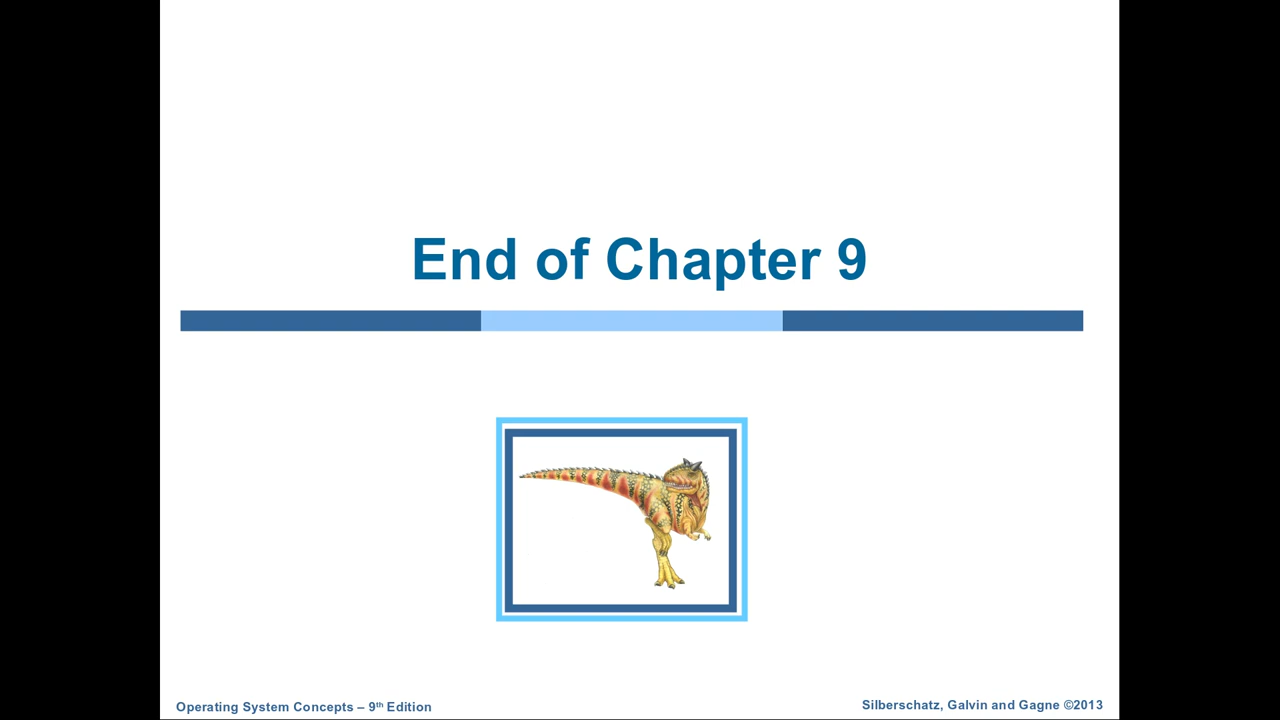 End of Chapter 9
Operating System Concepts – 9th Edition
Silberschatz, Galvin and Gagne ©2013